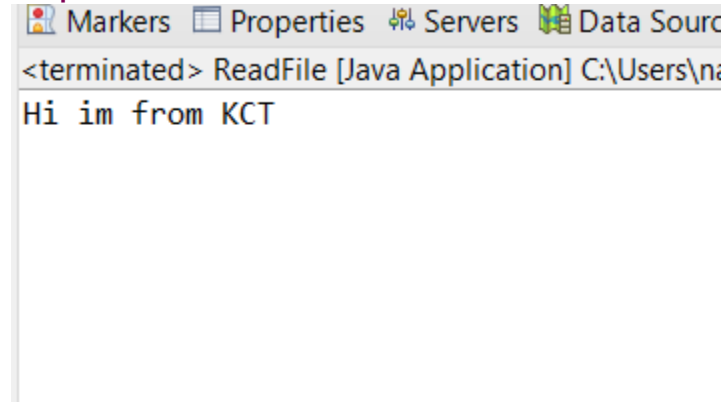 Markers Properties Servers Data Sourc
<terminated> ReadFile [Java Application] C:\Users\na
Hi im from KCT